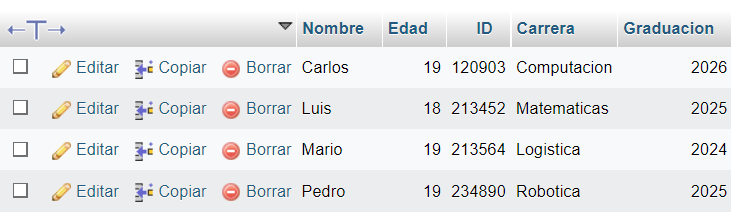 Nombre Edad ID Carrera Graduacion
Editar Copiar Borrar Carlos 19 120903 Computacion 2026
Editar Copiar Borrar Luis 18 213452 Matematicas 2025
Editar Copiar Borrar Mario 19 213564 Logistica 2024
Editar Copiar Borrar Pedro 19 234890 Robotica 2025